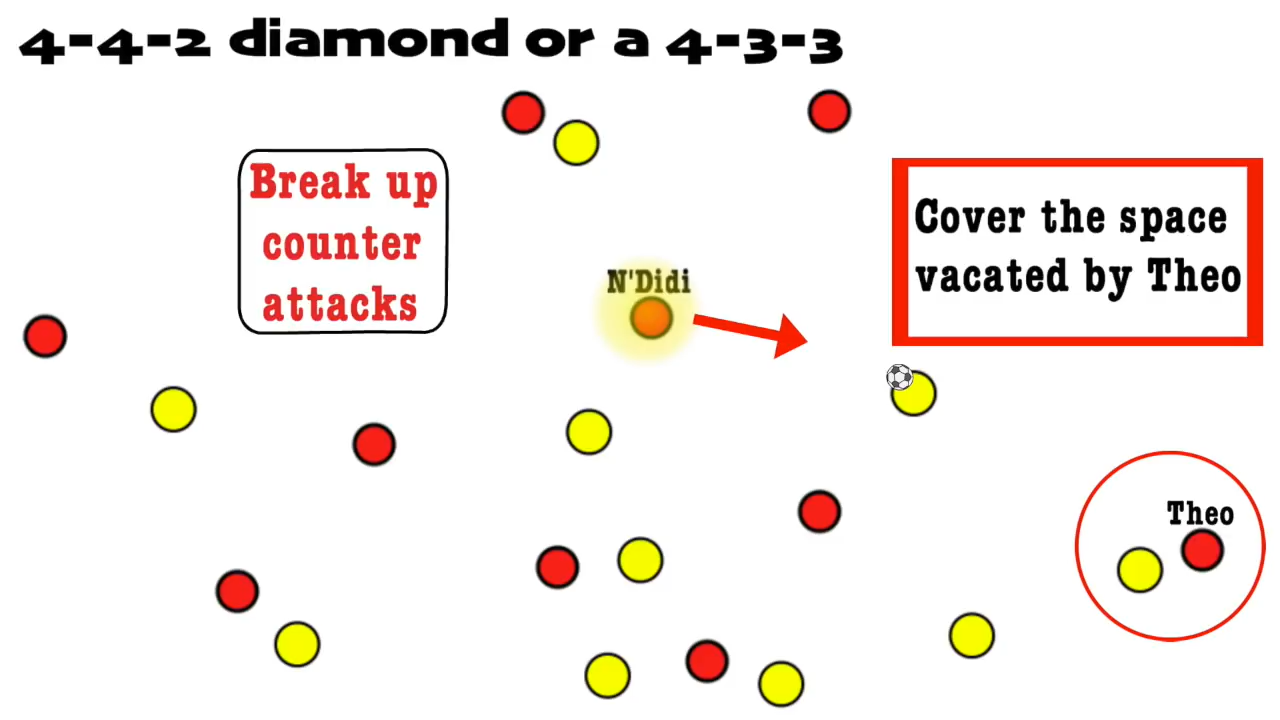 4-4-2 diamond or a 4-3-3
Break up
counter
attacks
N'Didi
Cover the space
vacated by Theo
Theo